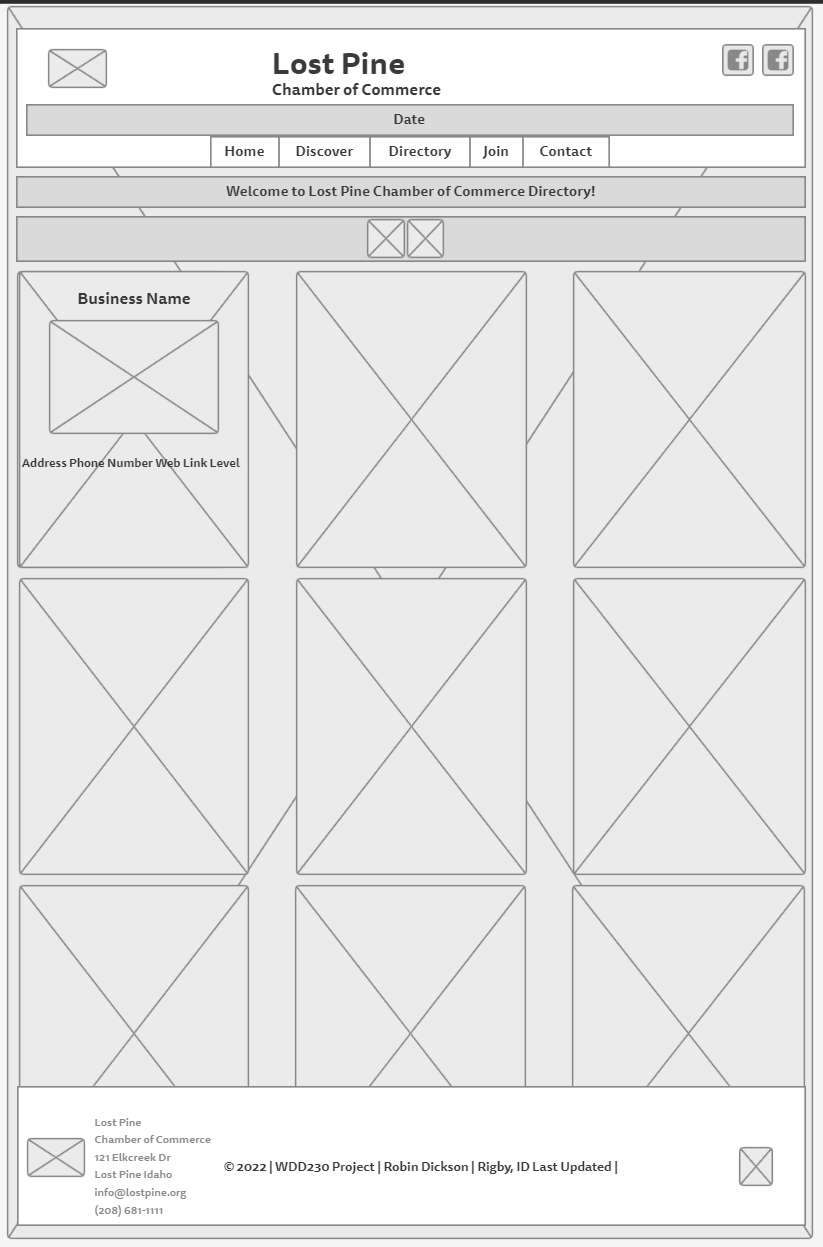 Lost Pine
Chamber of Commerce
Date
Home Discover Directory Join Contact
Welcome to Lost Pine Chamber of Commerce Directory!
Business Name
Address Phone Number Web Link Level
Lost Pine
Chamber of Commerce
121 Elkcreek Dr
Lost Pine Idaho
info@lostpine.org
(208) 681-1111
© 2022 | WDD230 Project | Robin Dickson | Rigby, ID Last Updated |